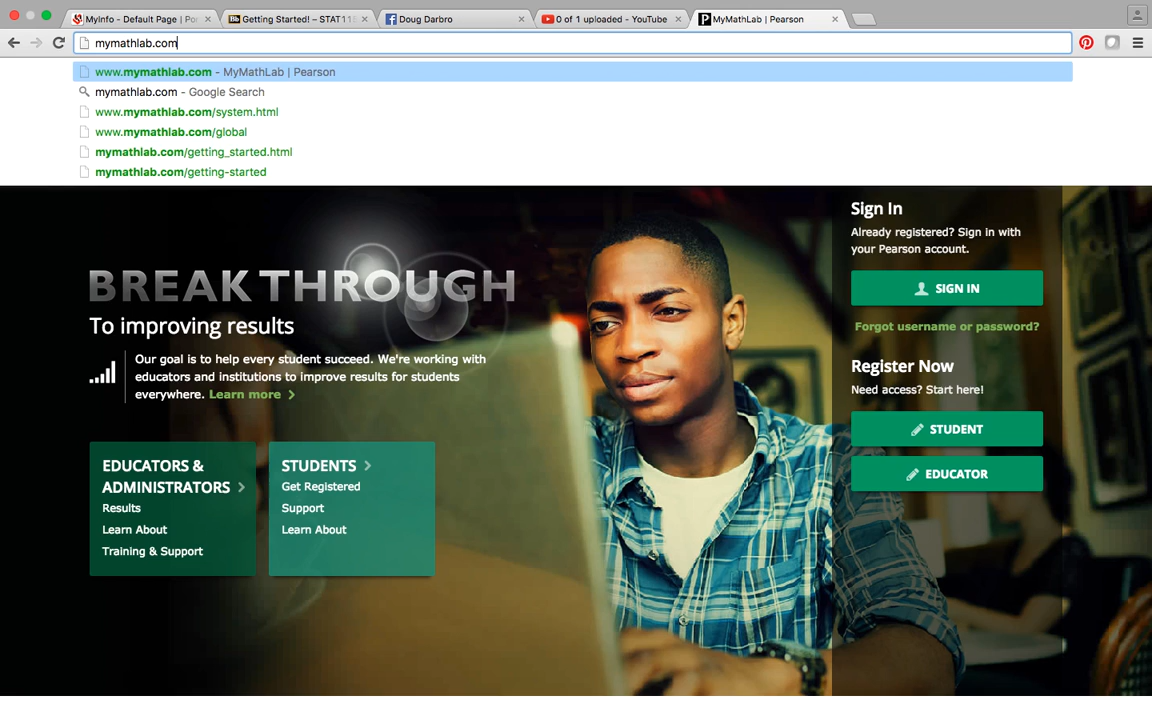 MyInfo - Default Page | Po
Getting Started! – STAT11
Doug Darbro
0 of 1 uploaded - YouTube
MyMathLab | Pearson
mymathlab.com
www.mymathlab.com - MyMathLab | Pearson
mymathlab.com - Google Search
www.mymathlab.com/system.html
www.mymathlab.com/global
mymathlab.com/getting_started.html
mymathlab.com/getting-started
BREAKTHROUGH
To improving results
Our goal is to help every student succeed. We're working with
educators and institutions to improve results for students
everywhere. Learn more
EDUCATORS &
ADMINISTRATORS
Results
Learn About
Training & Support
STUDENTS
Get Registered
Support
Learn About
Sign In
Already registered? Sign in with
your Pearson account.
SIGN IN
Forgot username or password?
Register Now
Need access? Start here!
STUDENT
EDUCATOR